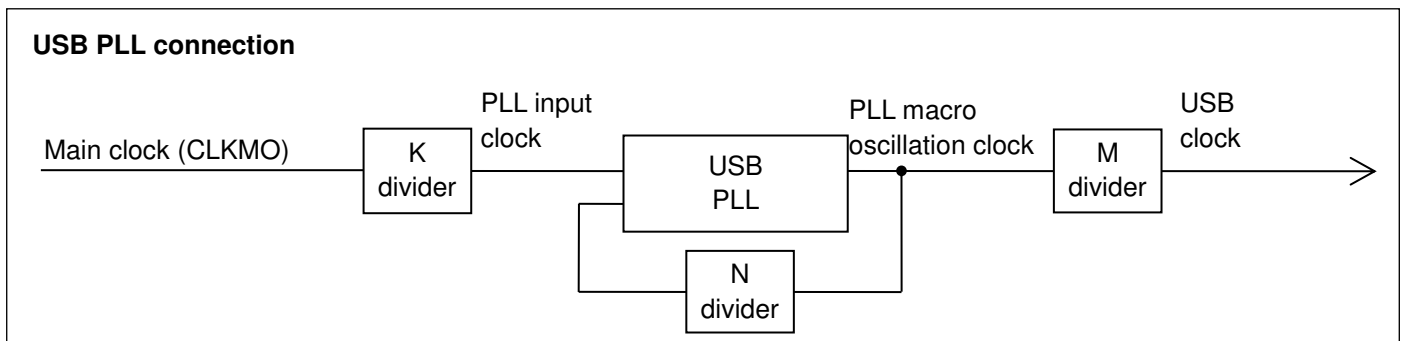 USB PLL connection
Main clock (CLKMO)
K
divider
PLL input
clock
USB
PLL
PLL macro
oscillation clock
M
divider
USB
clock
N
divider